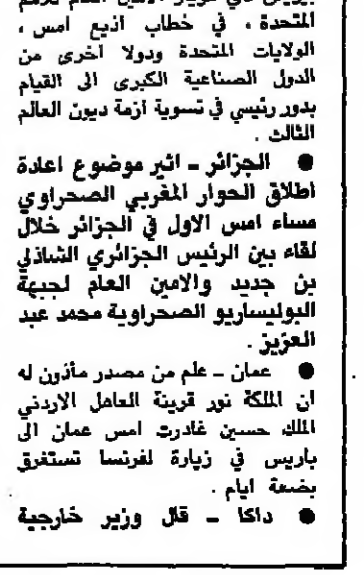 المتحدة ، في خطاب اذيع امس ،
الولايات المتحدة ودولا اخرى من
الدول الصناعية الكبرى الى القيام
بدور رئيسي في تسوية ازمة ديون العالم
الثالث .
● الجزائر ـ اثير موضوع اعادة
اطلاق الحوار المغربي الصحراوي
مساء امس الاول في الجزائر خلال
لقاء بين الرئيس الجزائري الشاذلي
بن جديد والامين العام لجبهة
البوليساريو الصحراوية محمد عبد
العزيز .
● عمان ـ علم من مصدر مأذون له
ان الملكة نور قرينة العاهل الاردني
الملك حسين غادرت امس عمان الى
باريس في زيارة لفرنسا تستغرق
بضعة ايام .
● داكا ـ قال وزير خارجية